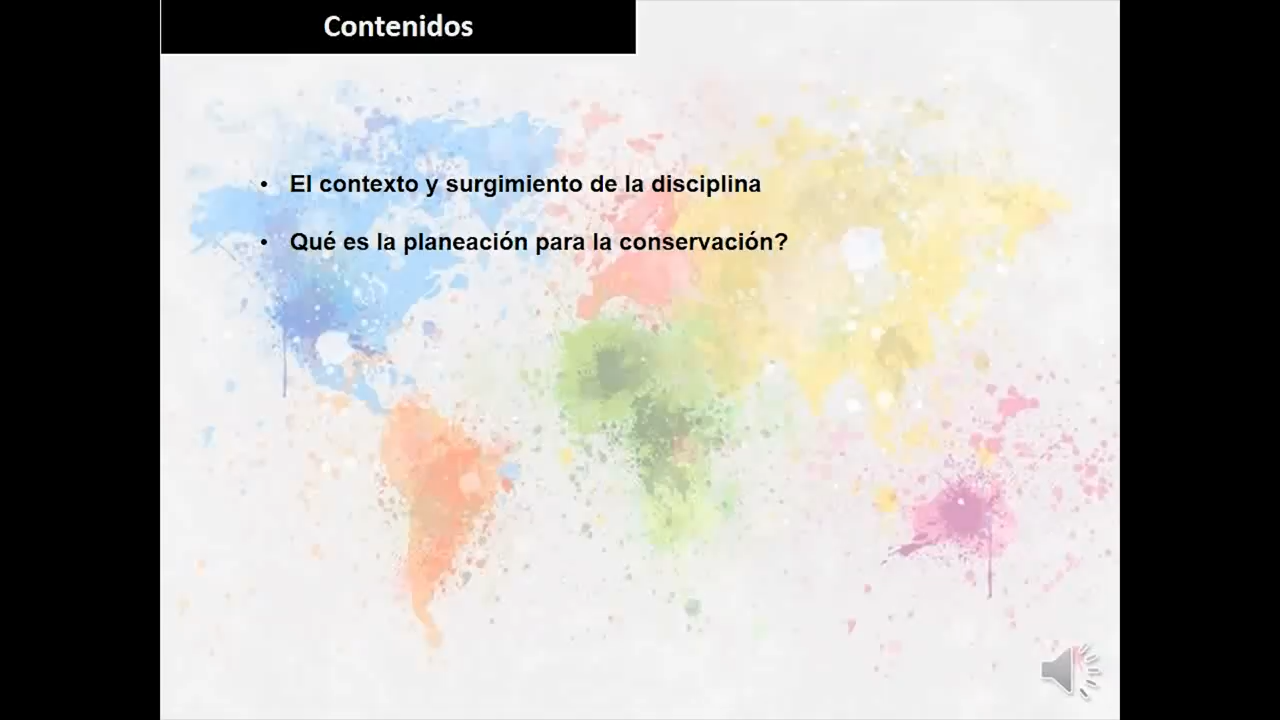 Contenidos
• El contexto y surgimiento de la disciplina
• Qué es la planeación para la conservación?